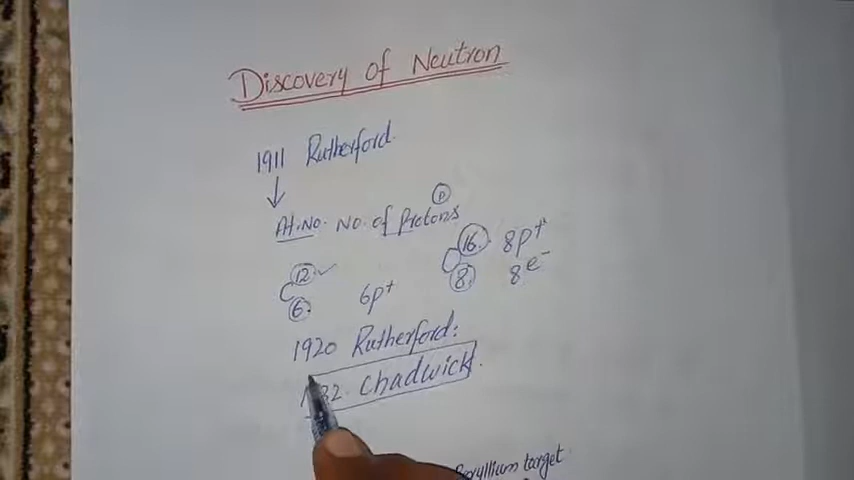 Discovery of Neutron
1911 Rutherford.
At.No. No. of Protons
p
C 12 6
6p+
O 16. 8.
8p+
8e-
1920 Rutherford:
1932. Chadwick.
Beryllium target